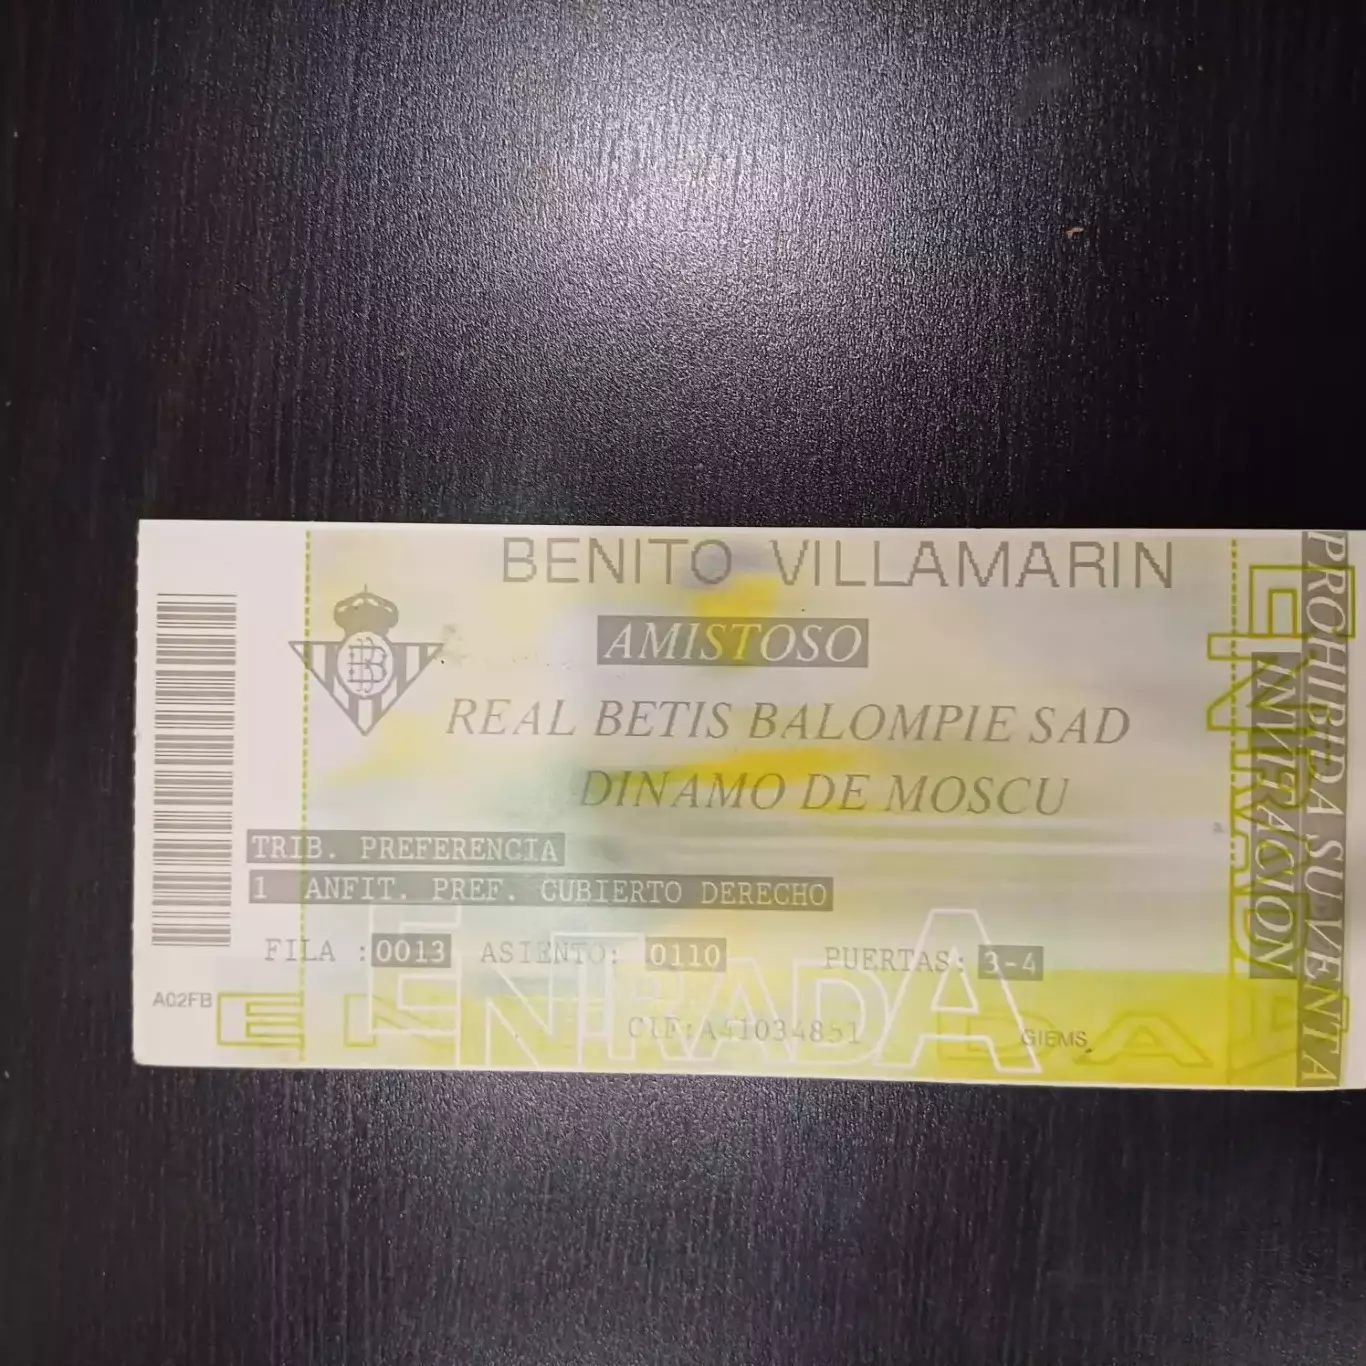 BENITO VILLAMARIN
AMISTOSO
REAL BETIS BALOMPIE SAD
DINAMO DE MOSCU
TRIB. PREFERENCIA
1 ANFIT. PREF. CUBIERTO DERECHO
FILA :0013 ASIENTO: 0110 PUERTAS: 3-4
A02FB
CIF:A41034851
GIEMS
ENTRADA
ENTRADA
INVITACION
PROHIBIDA SU VENTA